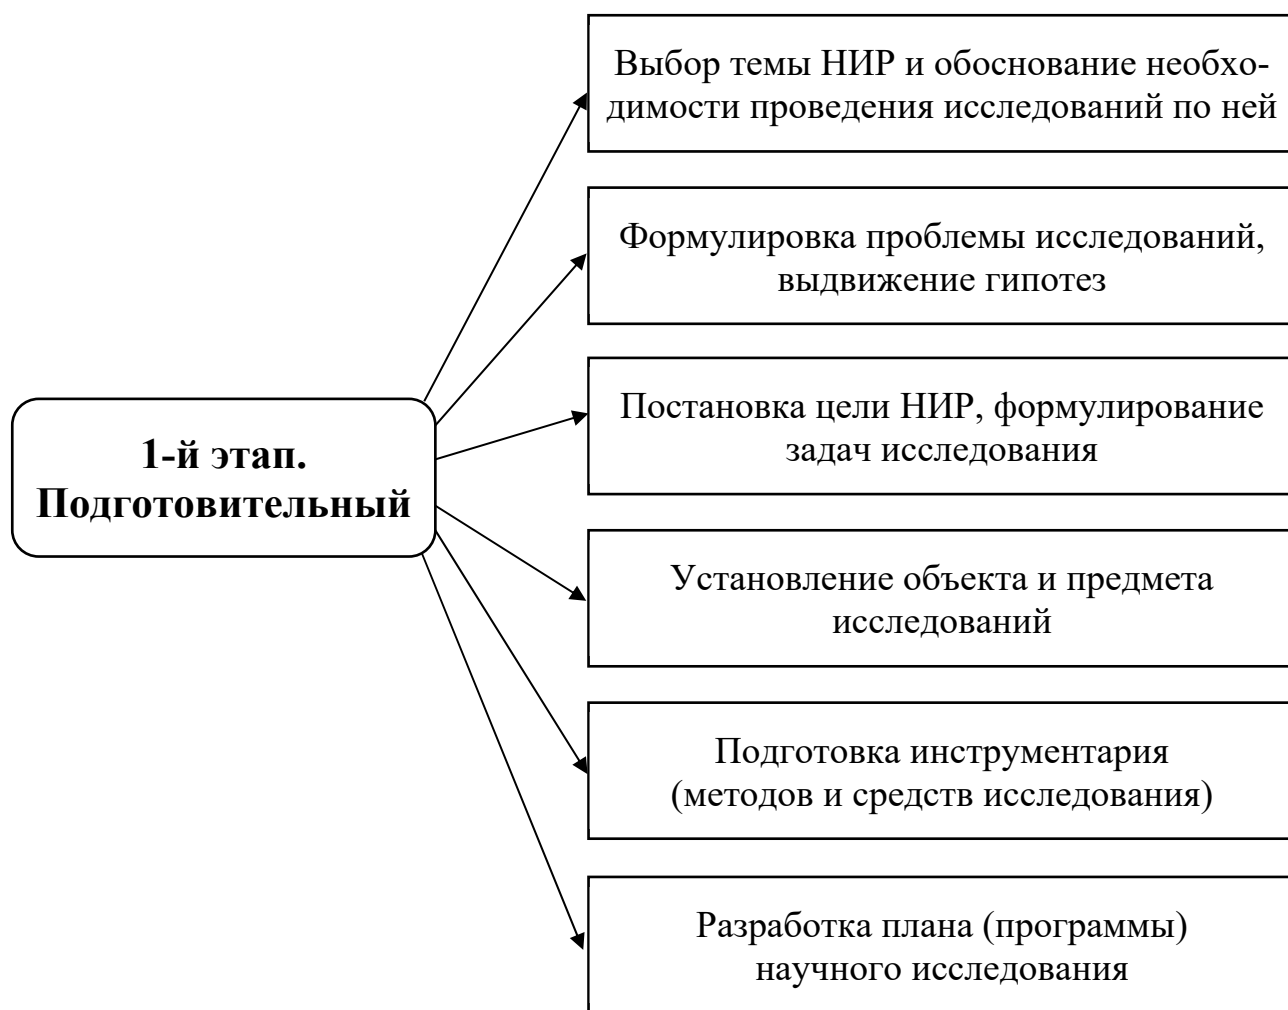 Выбор темы НИР и обоснование необхо-
димости проведения исследований по ней
Формулировка проблемы исследований,
выдвижение гипотез
Постановка цели НИР, формулирование
задач исследования
1-й этап.
Подготовительный
Установление объекта и предмета
исследований
Подготовка инструментария
(методов и средств исследования)
Разработка плана (программы)
научного исследования